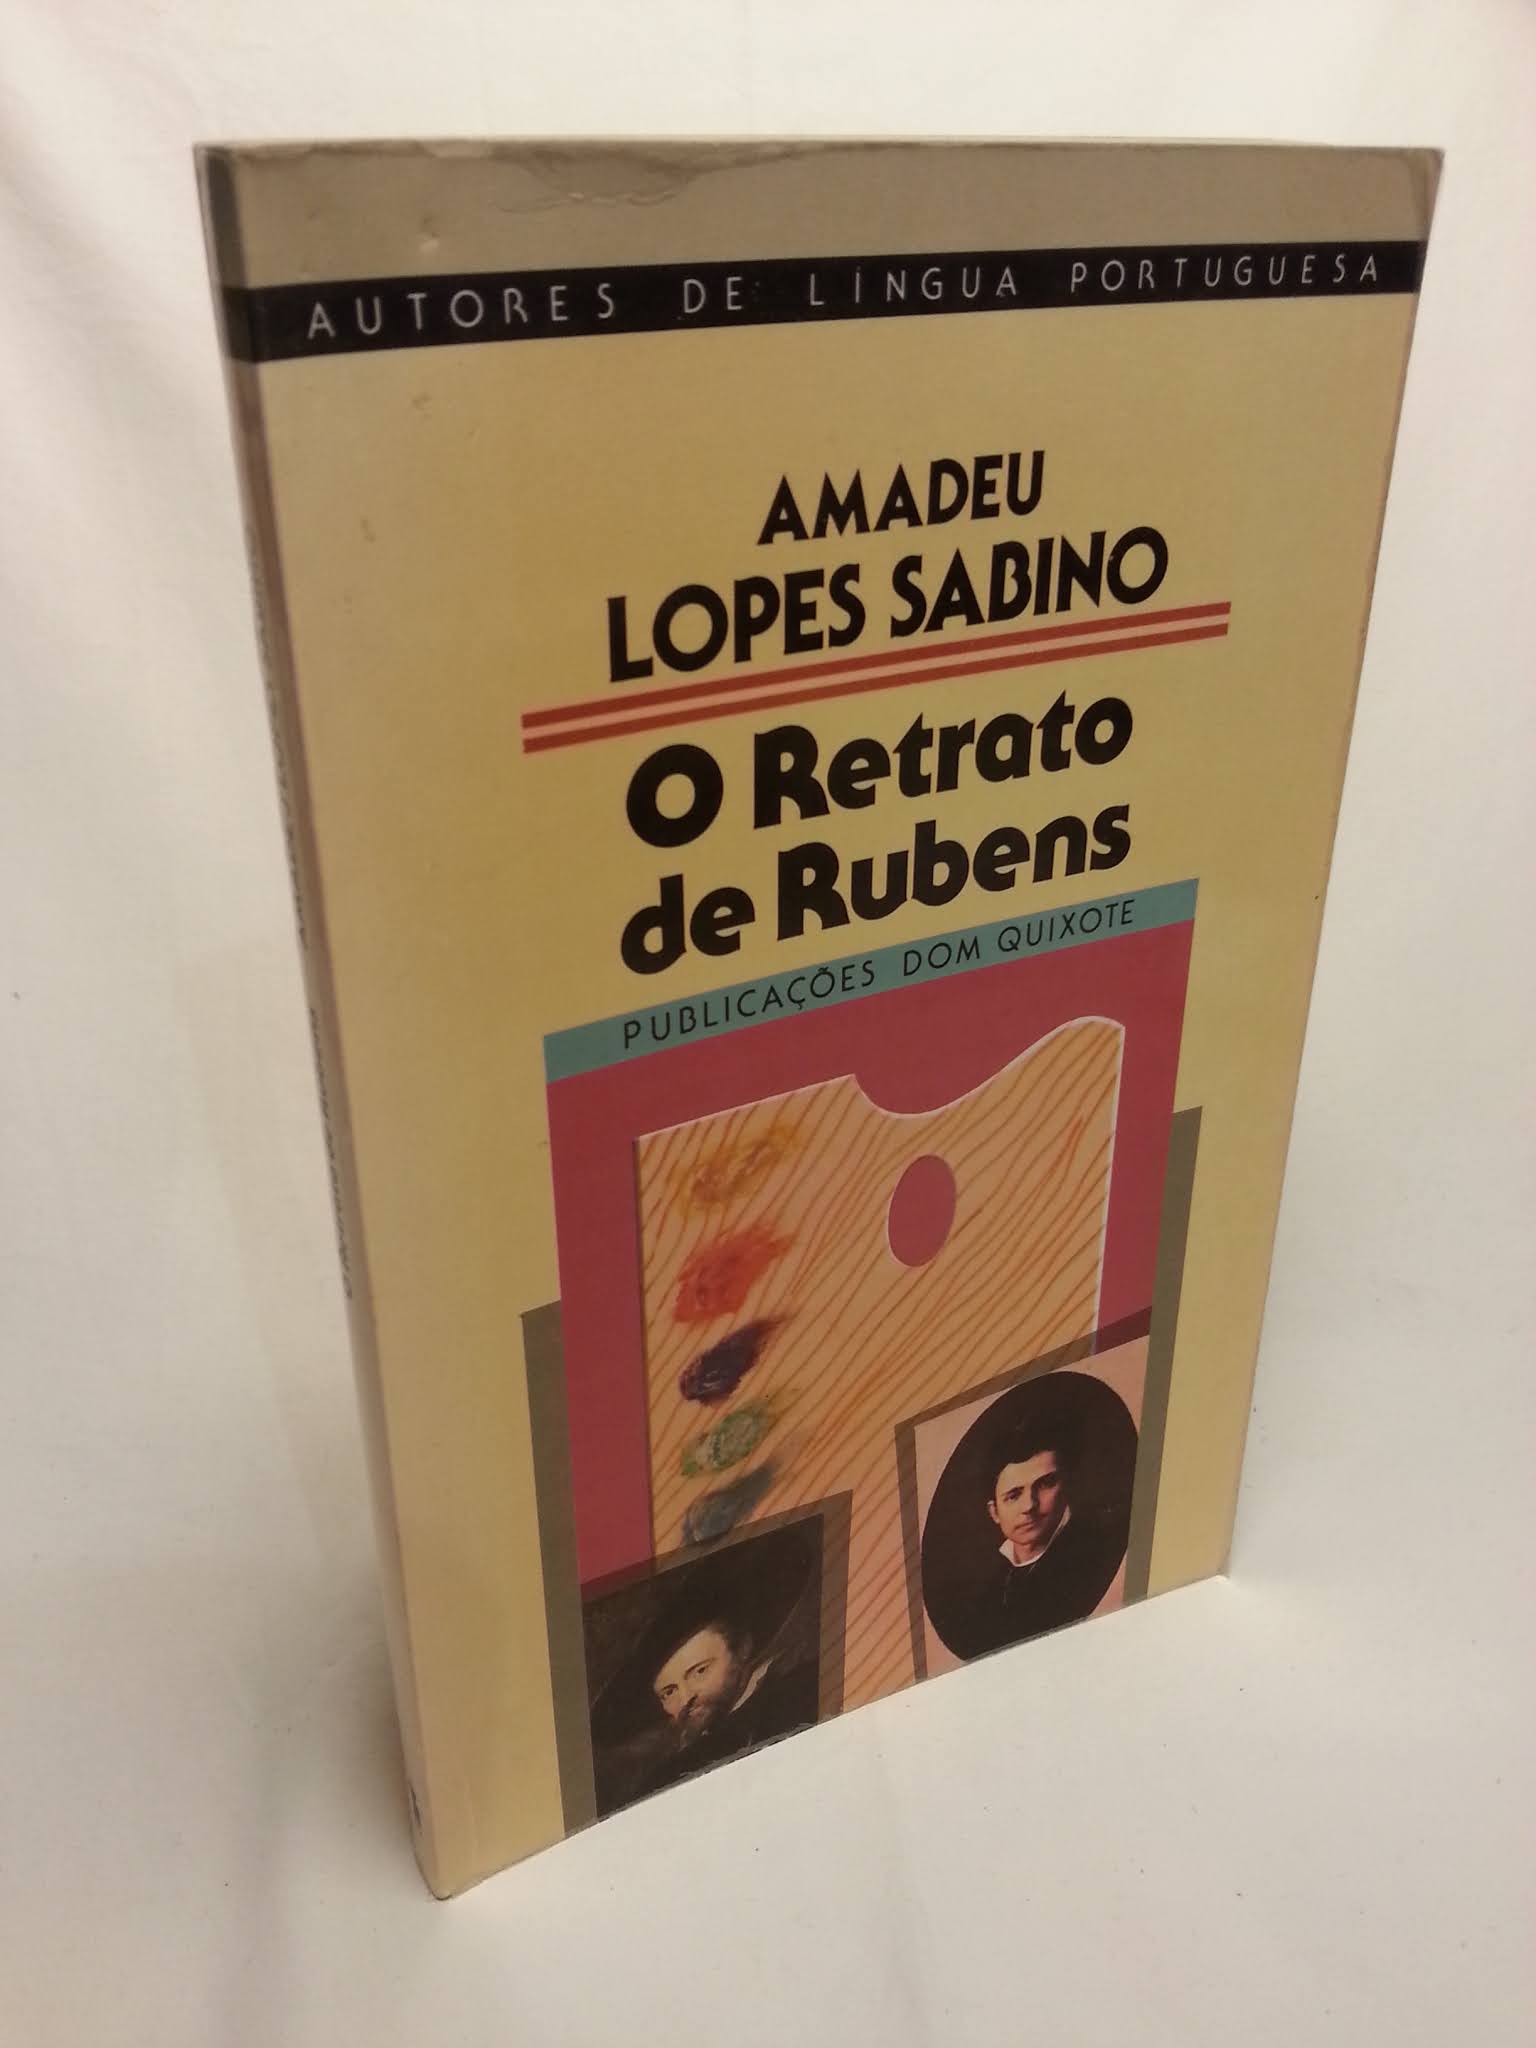 AUTORES DE LÍNGUA PORTUGUESA
AMADEU
LOPES SABINO
O Retrato
de Rubens
PUBLICAÇÕES DOM QUIXOTE